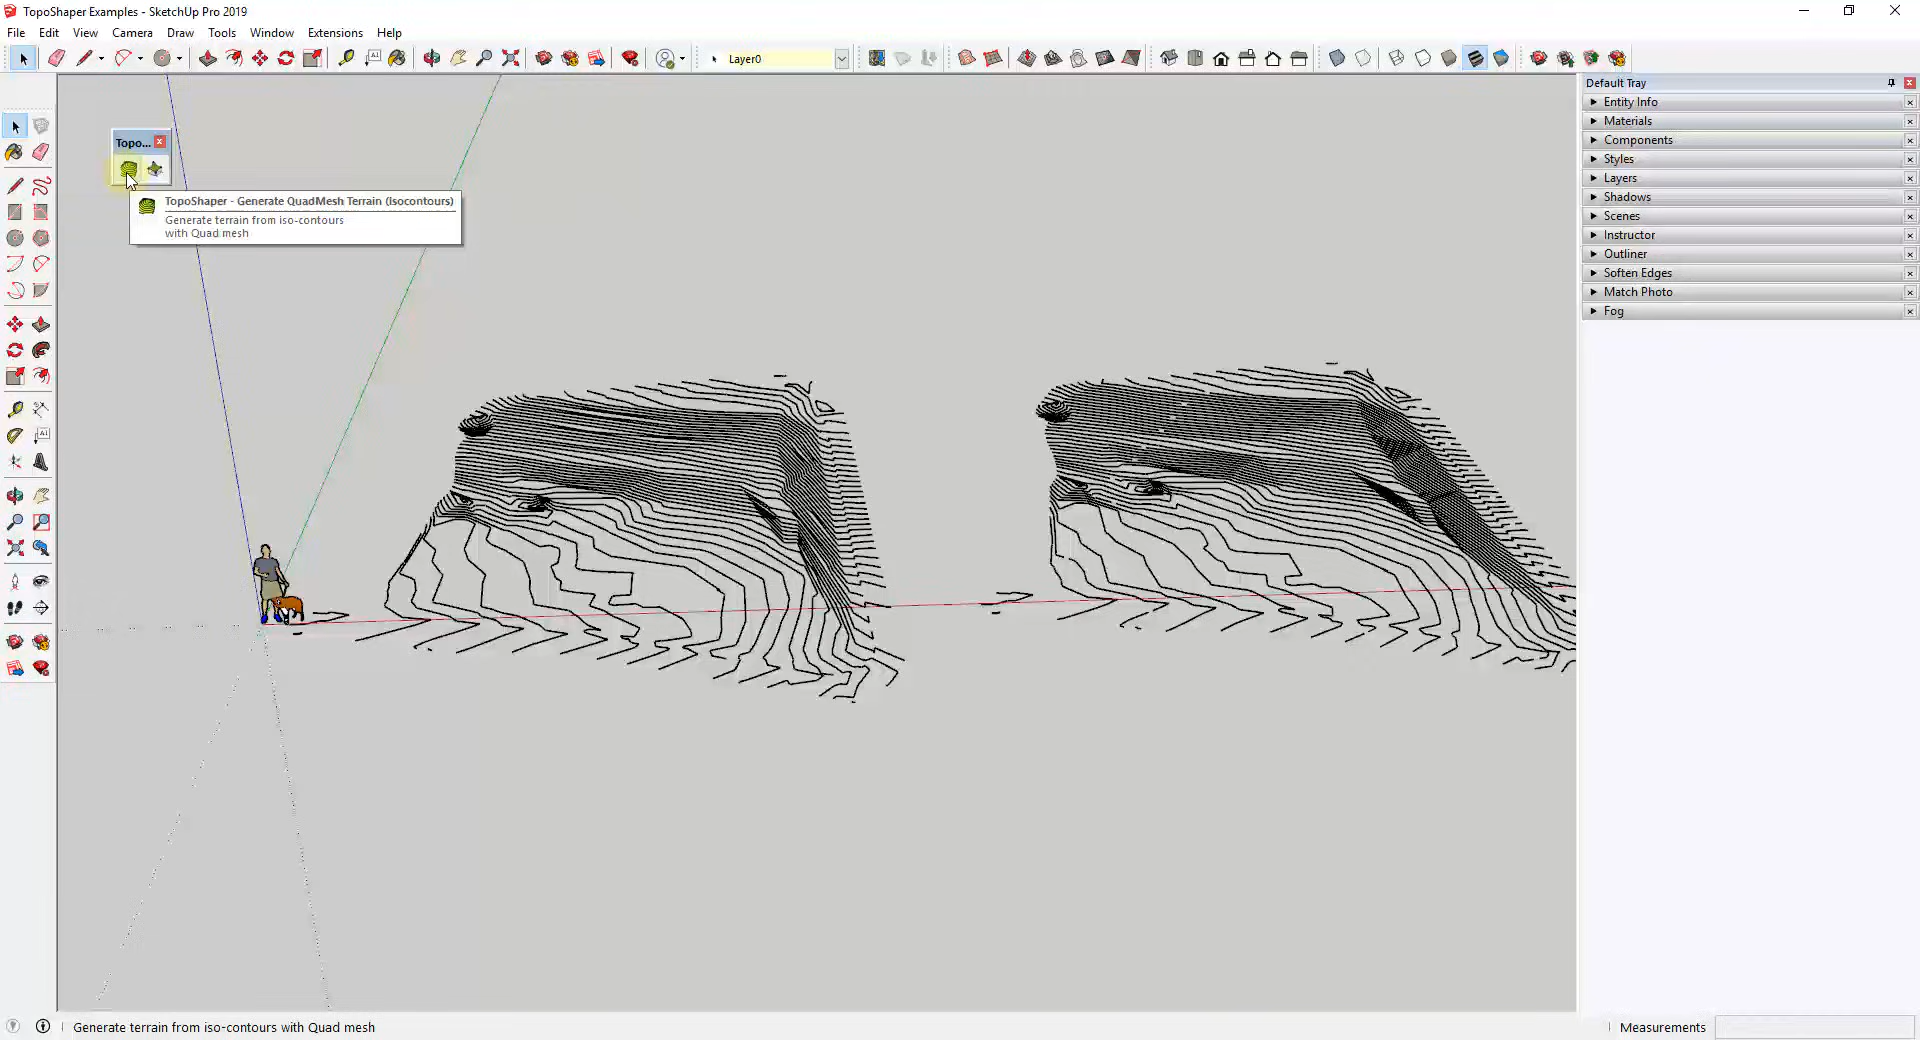 TopoShaper Examples - SketchUp Pro 2019
File Edit View Camera Draw Tools Window Extensions Help
Layer0
Default Tray
Entity Info
Materials
Components
Styles
Layers
Shadows
Scenes
Instructor
Outliner
Soften Edges
Match Photo
Fog
Topo...
TopoShaper - Generate QuadMesh Terrain (isocontours)
Generate terrain from iso-contours
with Quad mesh
Generate terrain from iso-contours with Quad mesh
Measurements